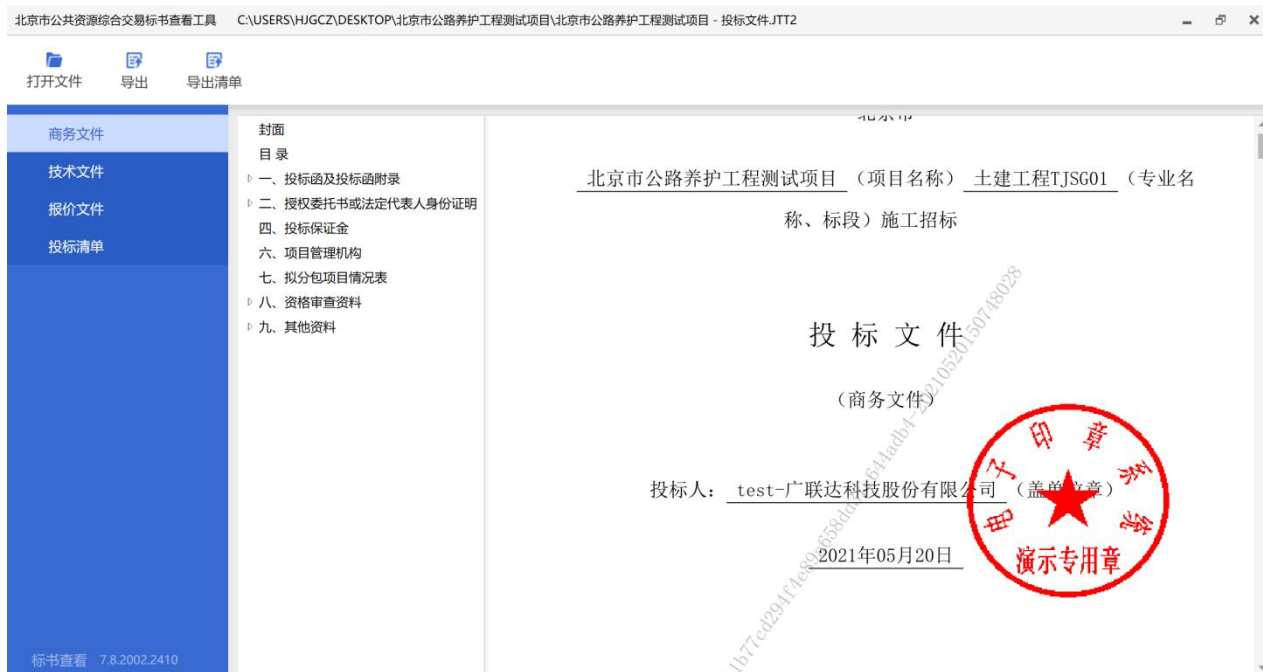 北京市公共资源综合交易标书查看工具 C:\USERS\HJGCZ\DESKTOP\北京市公路养护工程测试项目\北京市公路养护工程测试项目 - 投标文件.JTT2
打开文件 导出 导出清单
商务文件
技术文件
报价文件
投标清单
标书查看 7.8.2002.2410
封面
目 录
一、投标函及投标函附录
二、授权委托书或法定代表人身份证明
四、投标保证金
六、项目管理机构
七、拟分包项目情况表
八、资格审查资料
九、其他资料
北京市
北京市公路养护工程测试项目 (项目名称) 土建工程TJSG01 (专业名
称、标段)施工招标
投 标 文 件
(商务文件)
投标人: test-广联达科技股份有限公司 (盖单位章)
2021年05月20日
电子印章系统
演示专用章